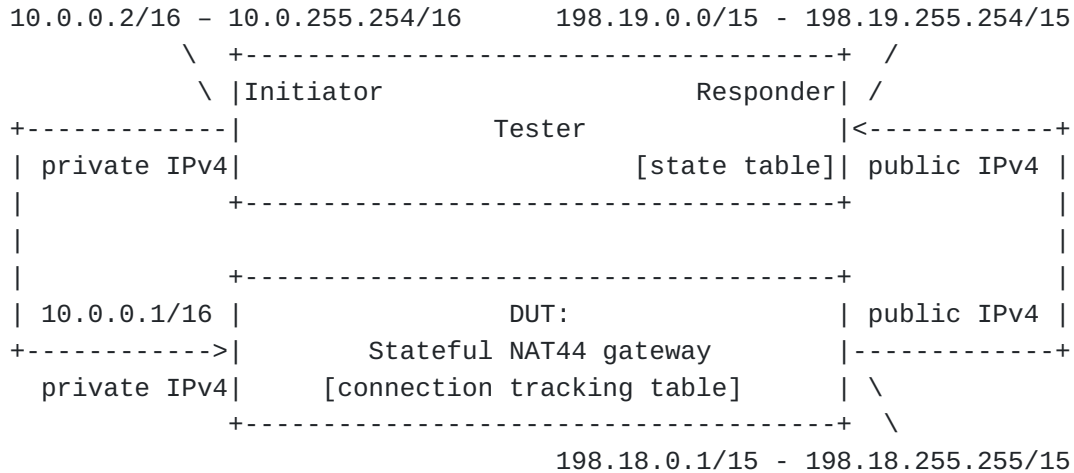 10.0.0.2/16 – 10.0.255.254/16 198.19.0.0/15 - 198.19.255.254/15
\ +--------------------------------------+ /
\ |Initiator Responder| /
+-------------| Tester |<------------+
| private IPv4| [state table]| public IPv4 |
| +--------------------------------------+ |
| |
| +--------------------------------------+ |
| 10.0.0.1/16 | DUT: | public IPv4 |
+------------>| Stateful NAT44 gateway |-------------+
private IPv4| [connection tracking table] | \
+--------------------------------------+ \
198.18.0.1/15 - 198.18.255.255/15